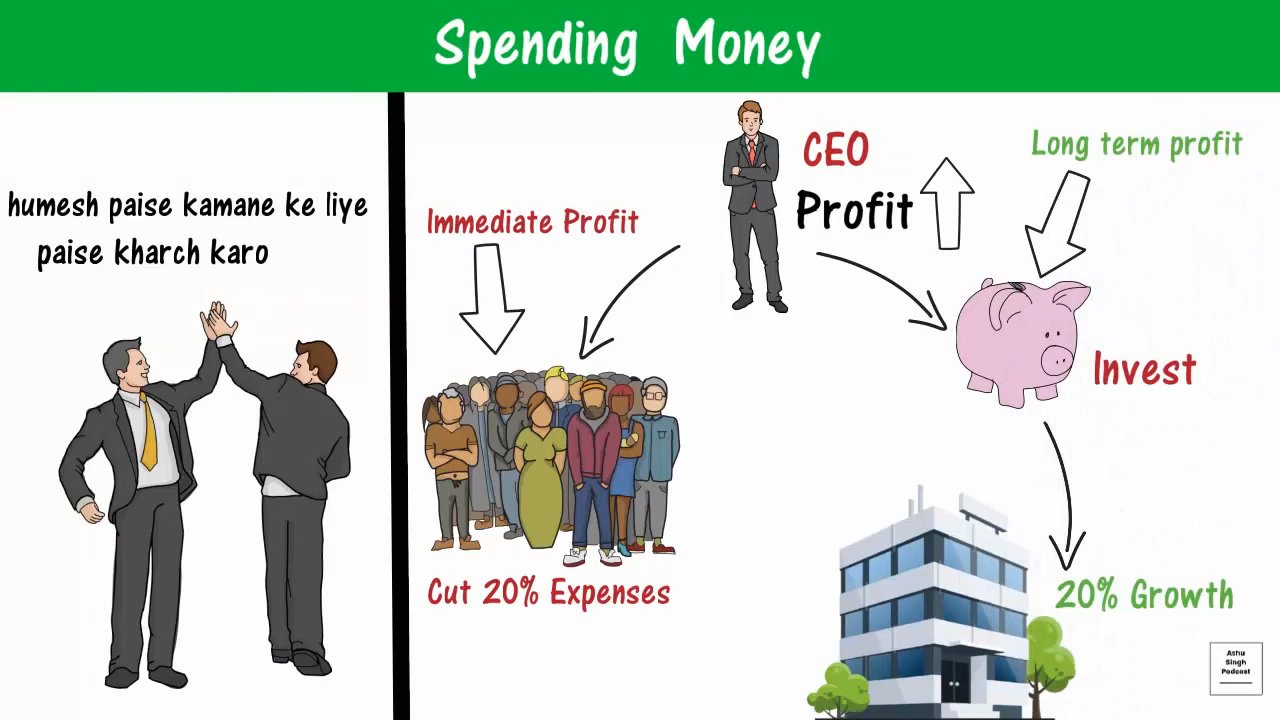 Spending Money
humesh paise kamane ke liye
paise kharch karo
CEO
Profit
Immediate Profit
Long term profit
Invest
Cut 20% Expenses
20% Growth
Ashu
Singh
Podcast